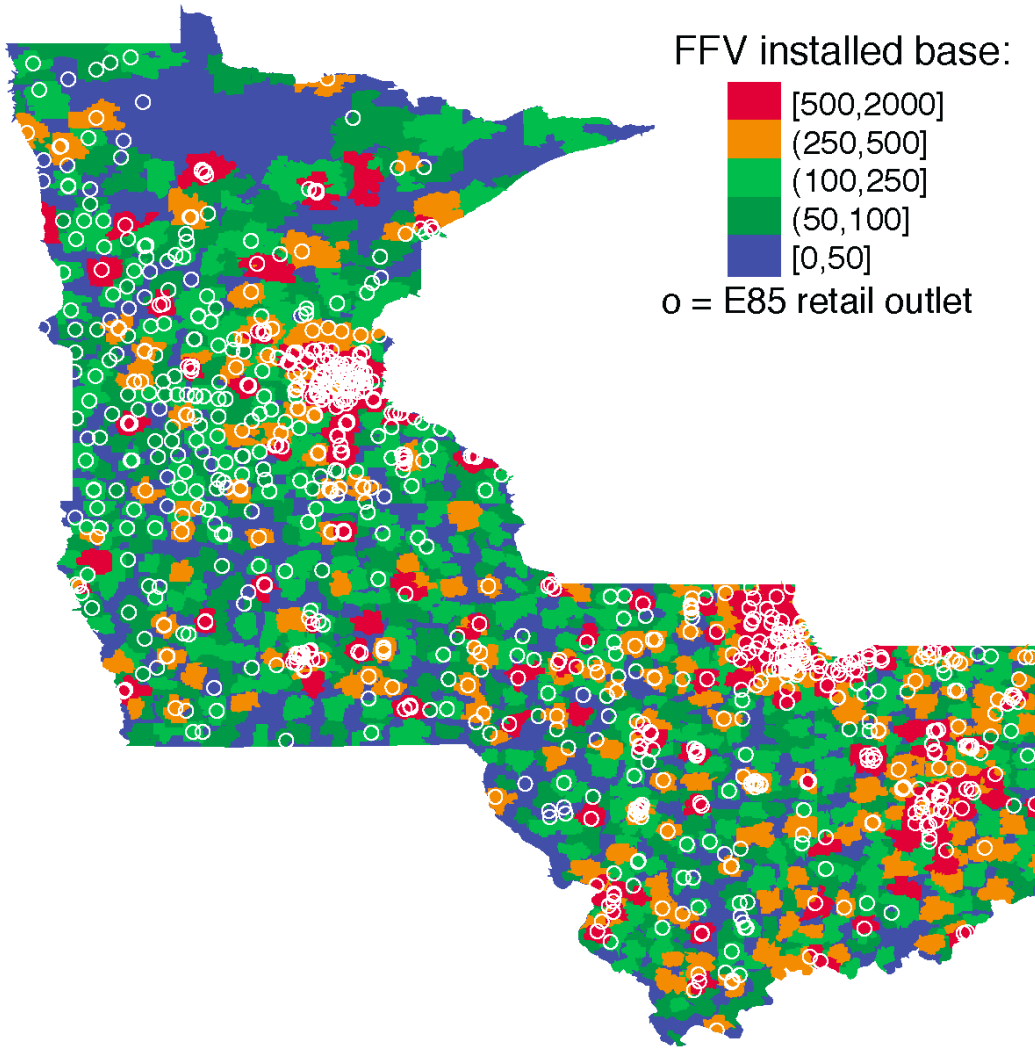 FFV installed base:
[500,2000]
(250,500]
(100,250]
(50,100]
[0,50]
o = E85 retail outlet